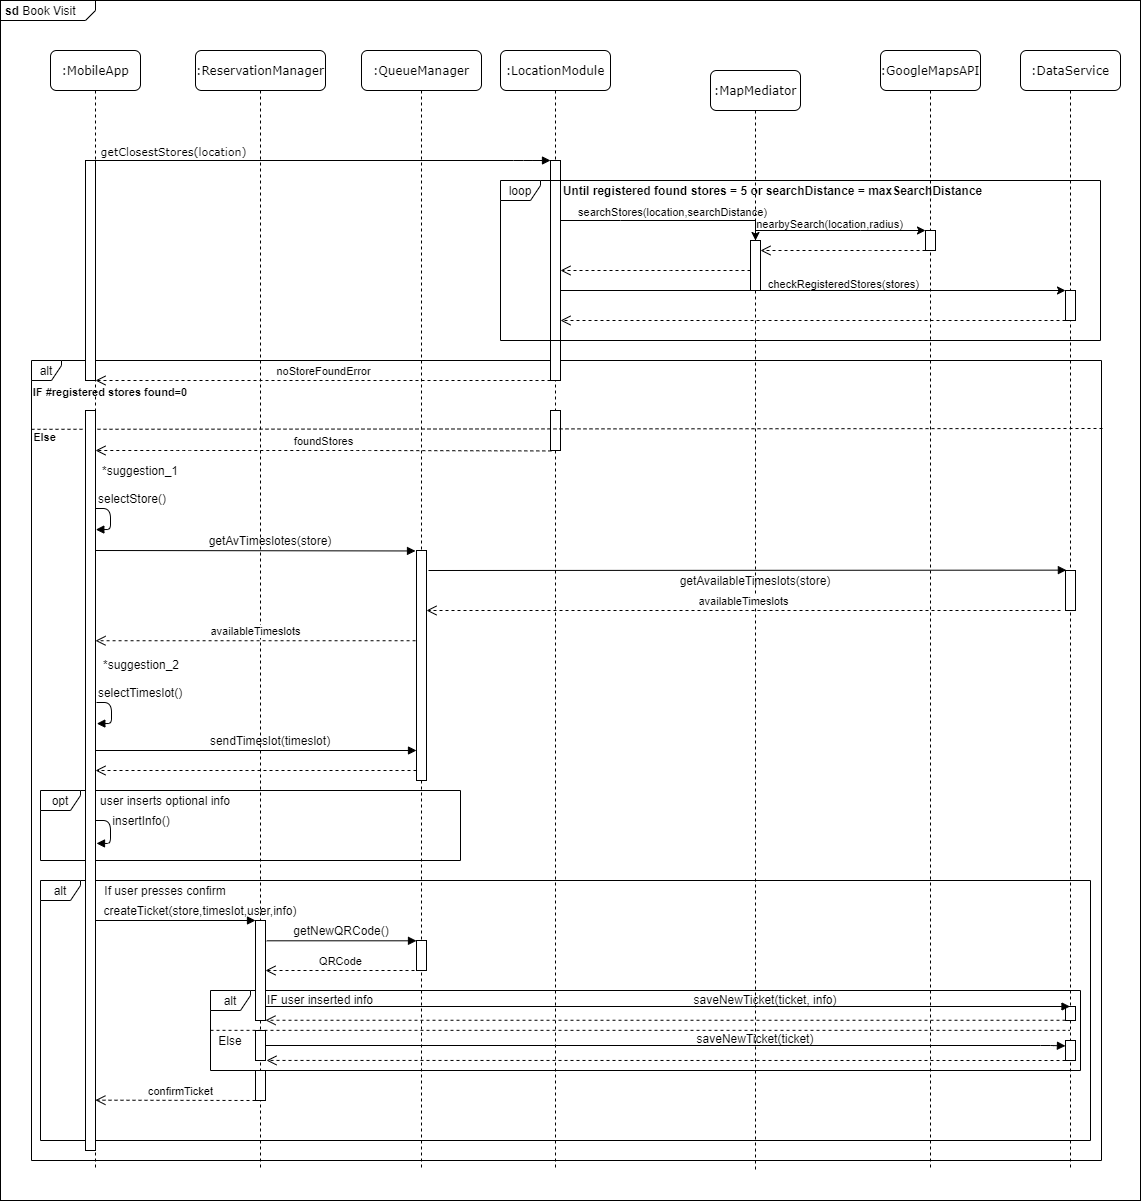 sd Book Visit
:MobileApp
:ReservationManager
:QueueManager
:LocationModule
:MapMediator
:GoogleMapsAPI
:DataService
getClosestStores(location)
loop
Until registered found stores = 5 or searchDistance = maxSearchDistance
searchStores(location,searchDistance)
nearbySearch(location,radius)
checkRegisteredStores(stores)
alt
noStoreFoundError
IF #registered stores found=0
Else
foundStores
*suggestion_1
selectStore()
getAvTimeslotes(store)
getAvailableTimeslots(store)
availableTimeslots
availableTimeslots
*suggestion_2
selectTimeslot()
sendTimeslot(timeslot)
opt
user inserts optional info
insertInfo()
alt
If user presses confirm
createTicket(store,timeslot,user,info)
getNewQRCode()
QRCode
alt
IF user inserted info
saveNewTicket(ticket, info)
Else
saveNewTicket(ticket)
confirmTicket